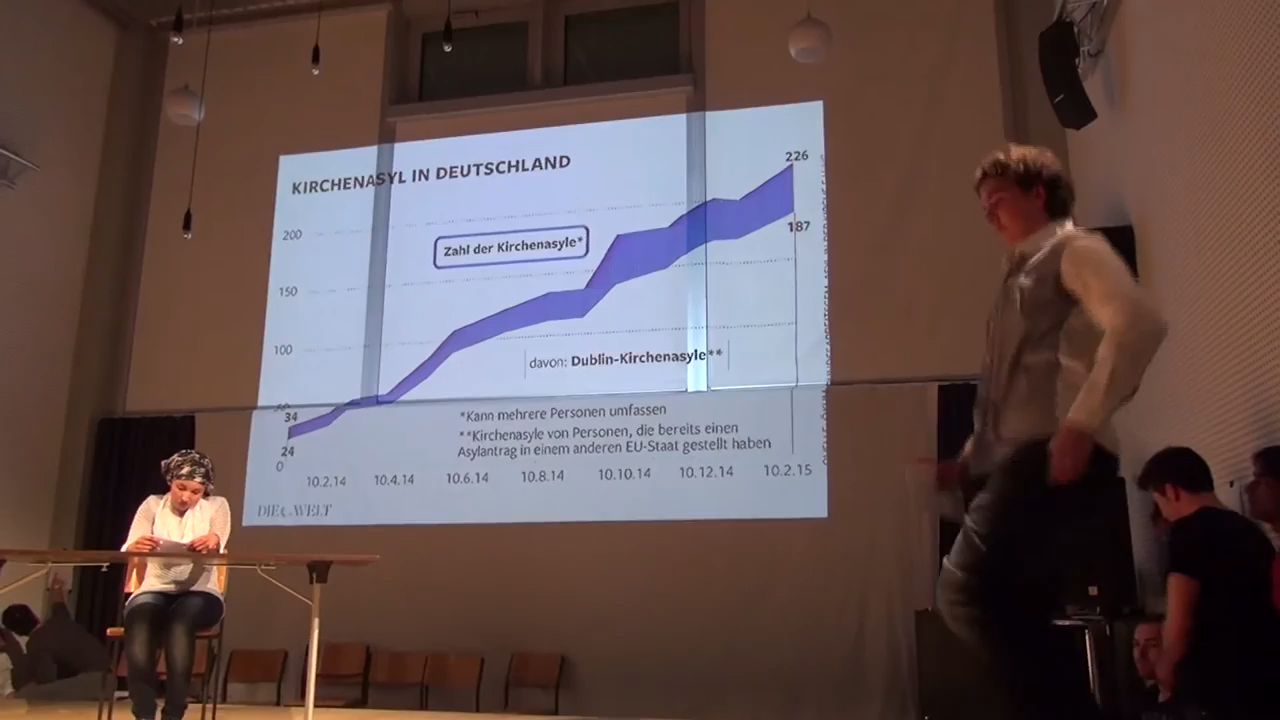 KIRCHENASYL IN DEUTSCHLAND
226
200
Zahl der Kirchenasyle*
187
150
100
davon: Dublin-Kirchenasyle**
50
34
*Kann mehrere Personen umfassen
**Kirchenasyle von Personen, die bereits einen
24
Asylantrag in einem anderen EU-Staat gestellt haben
0
10.2.14 10.4.14 10.6.14 10.8.14 10.10.14 10.12.14 10.2.15
DIE WELT